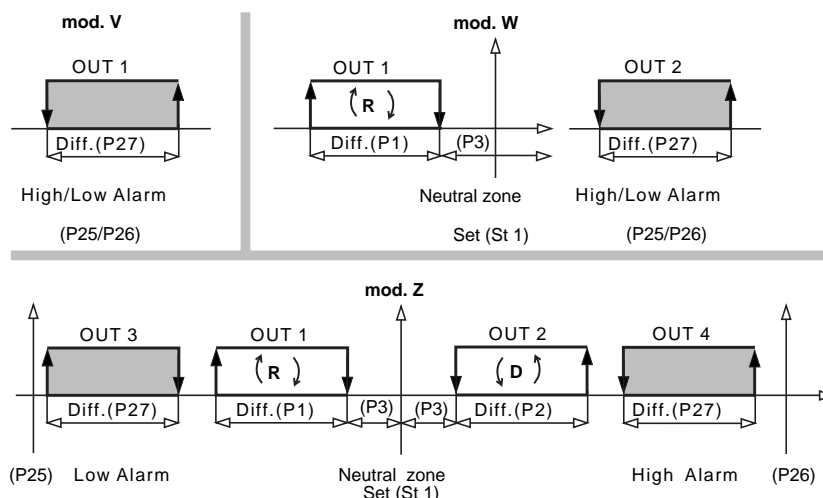 mod. V
OUT 1
Diff.(P27)
High/Low Alarm
(P25/P26)
mod. W
OUT 1
R
Diff.(P1)
(P3)
Neutral zone
Set (St 1)
OUT 2
Diff.(P27)
High/Low Alarm
(P25/P26)
mod. Z
OUT 3
OUT 1
OUT 2
OUT 4
R
D
Diff.(P27)
Diff.(P1)
(P3)
(P3)
Diff.(P2)
Diff.(P27)
(P25)
Low Alarm
Neutral zone
High Alarm
(P26)
Set (St 1)